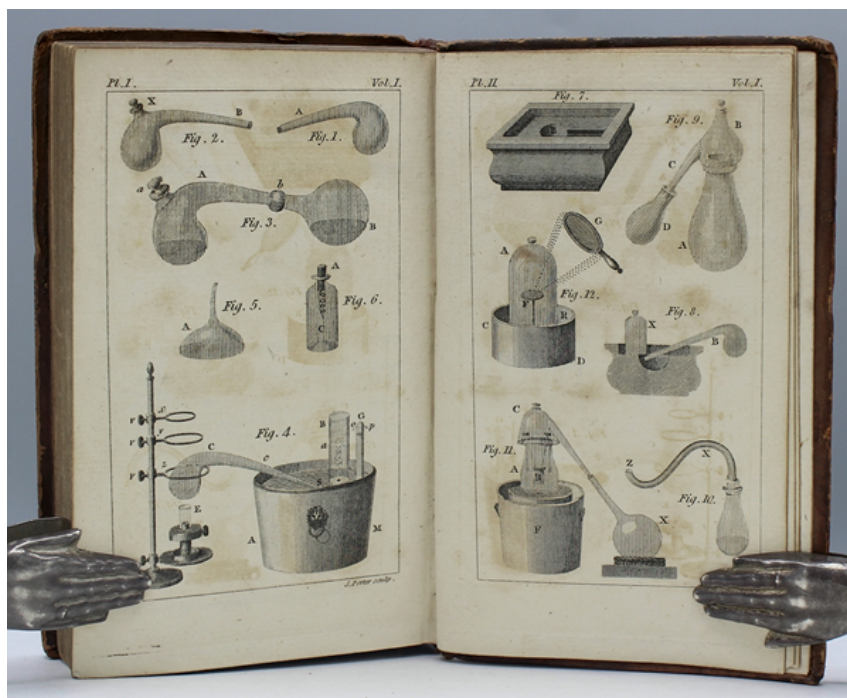 Pl. I. Vol. I.
X B A
Fig. 2. Fig. 1.
a A b
Fig. 3. B
A
Fig. 5. Fig. 6.
A C
B G
x Fig. 4. a e p
r y
r C c
r z S
E
A M
Pl. II. Vol. I.
Fig. 7.
Fig. 9. B
C
D A
G
A
F Fig. 12.
C R X Fig. 8.
B
D
C
Fig. 11. Z X
A
B Fig. 10.
F X